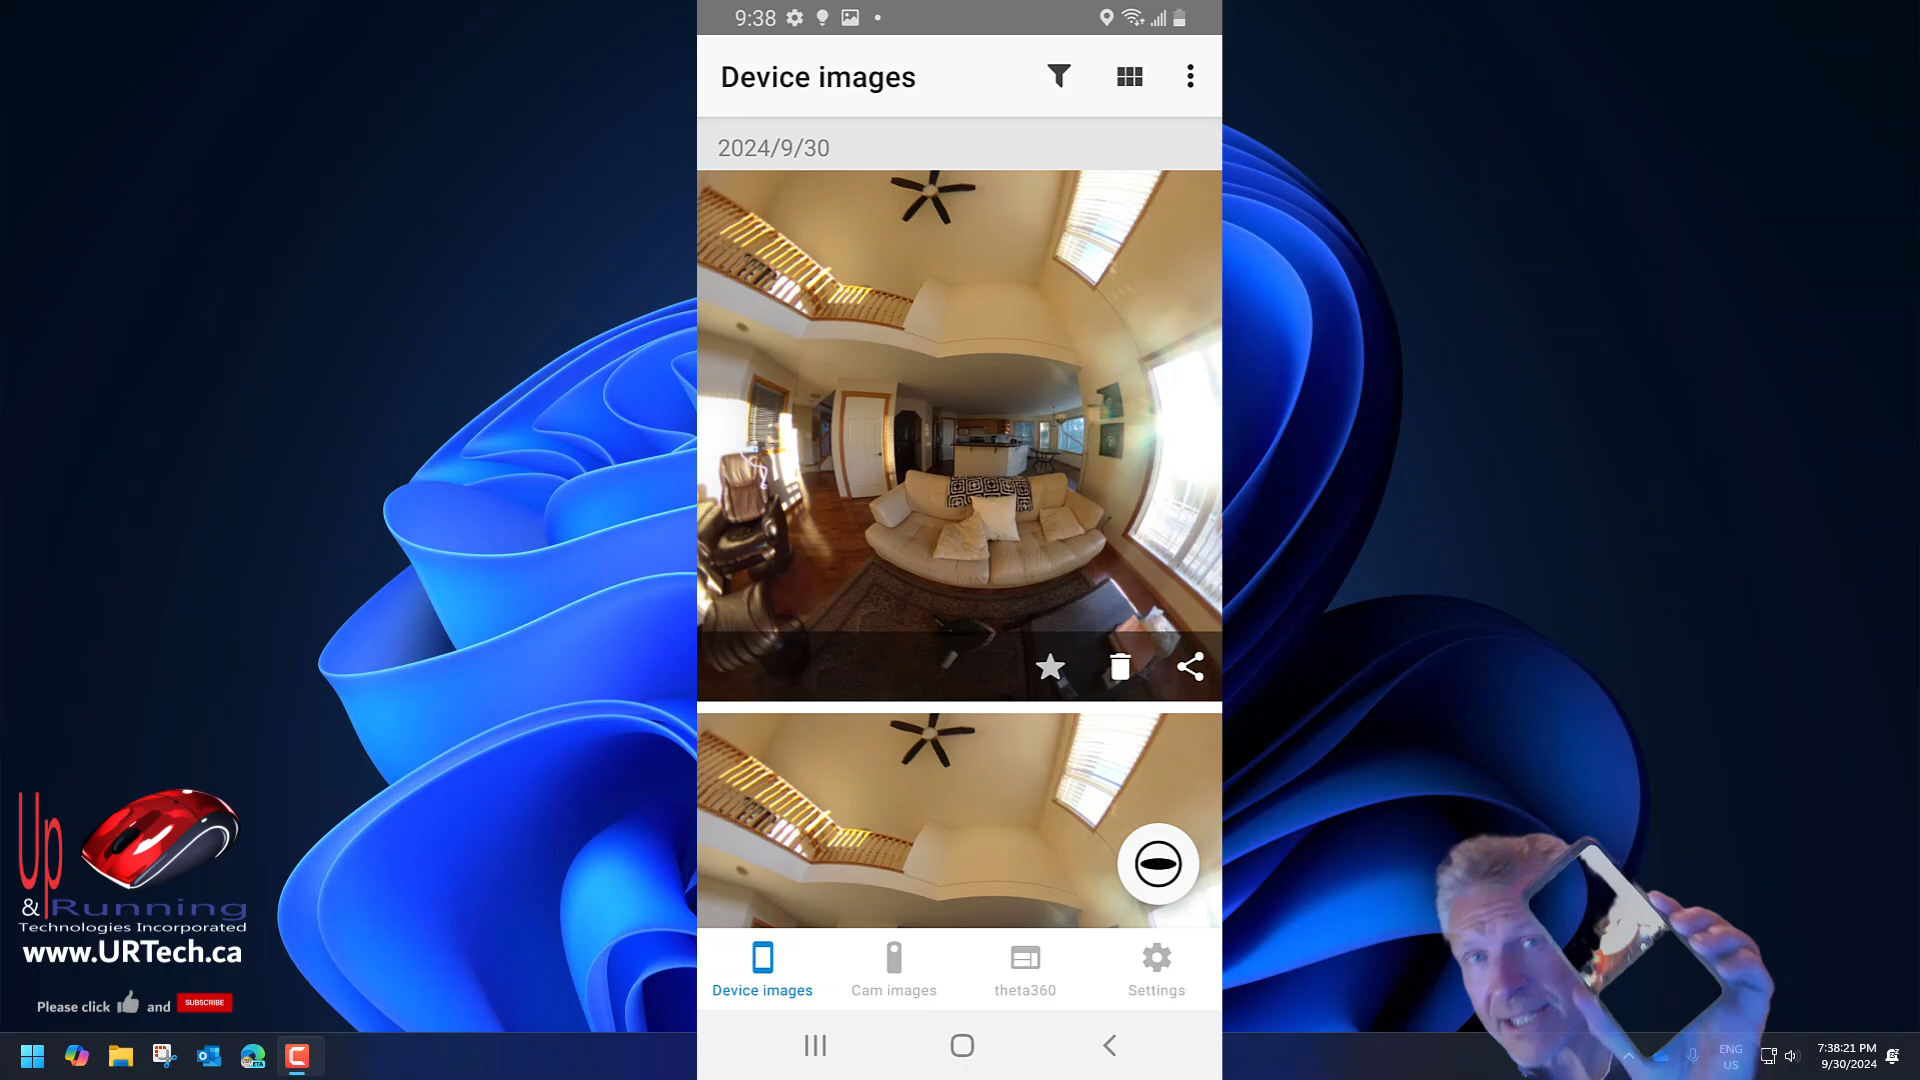 9:38
Device images
2024/9/30
Device images
Cam images
theta360
Settings
Up
& Running
Technologies Incorporated
www.URTech.ca
Please click and SUBSCRIBE
ENG
US
7:38:21 PM
9/30/2024